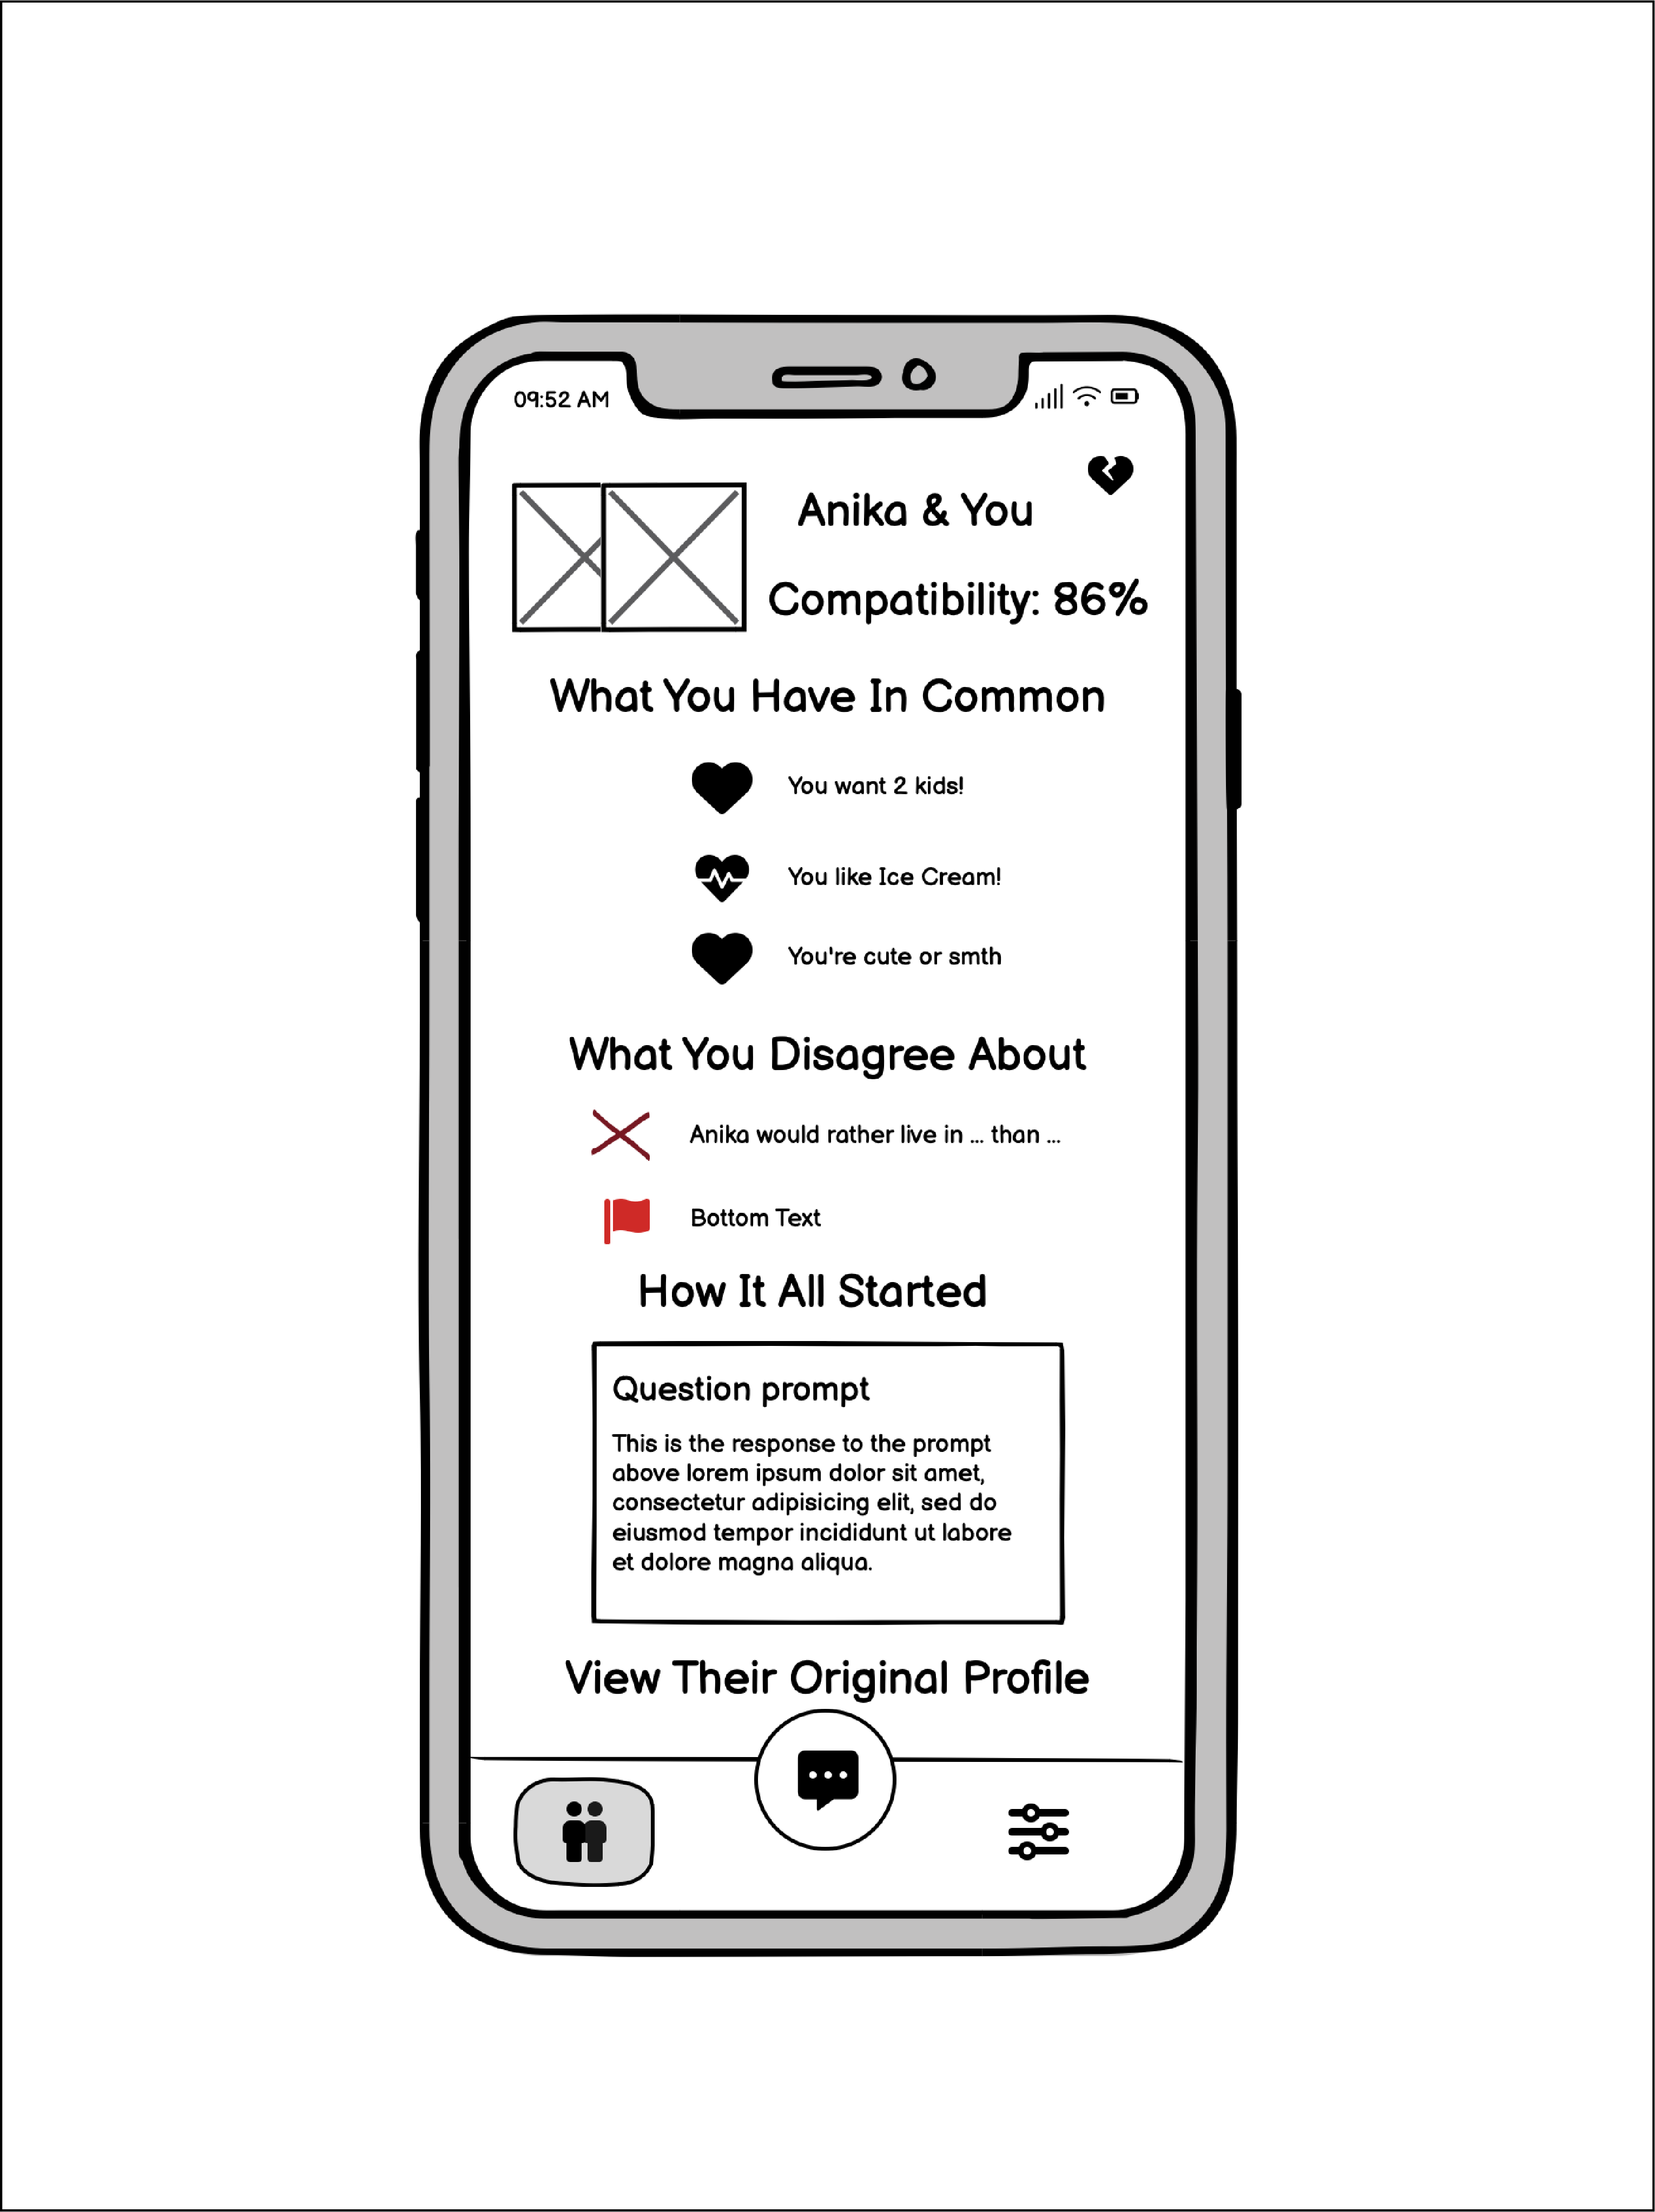 09:52 AM
Anika & You
Compatibility: 86%
What You Have In Common
You want 2 kids!
You like Ice Cream!
You're cute or smth
What You Disagree About
Anika would rather live in ... than ...
Bottom Text
How It All Started
Question prompt
This is the response to the prompt
above lorem ipsum dolor sit amet,
consectetur adipisicing elit, sed do
eiusmod tempor incididunt ut labore
et dolore magna aliqua.
View Their Original Profile